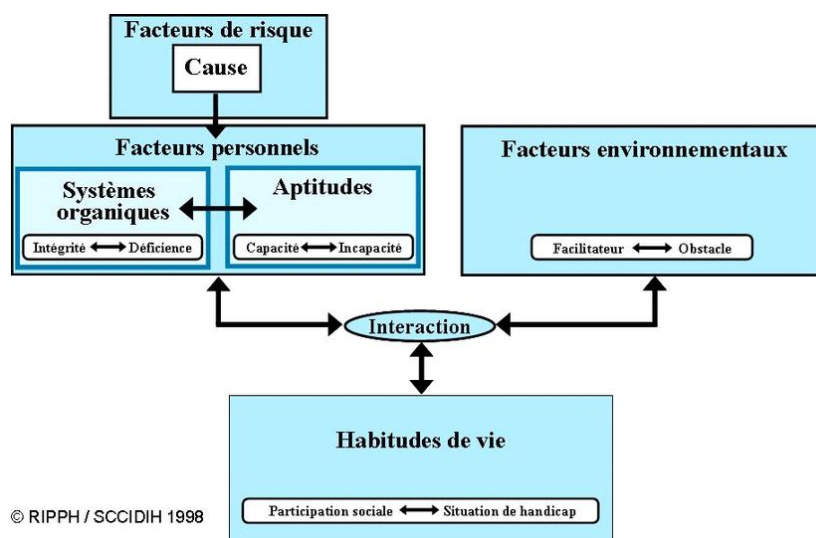 Facteurs de risque
Cause
Facteurs personnels
Systèmes organiques
Intégrité Déficience
Aptitudes
Capacité Incapacité
Facteurs environnementaux
Facilitateur Obstacle
Interaction
Habitudes de vie
Participation sociale Situation de handicap
© RIPPH / SCCIDIH 1998